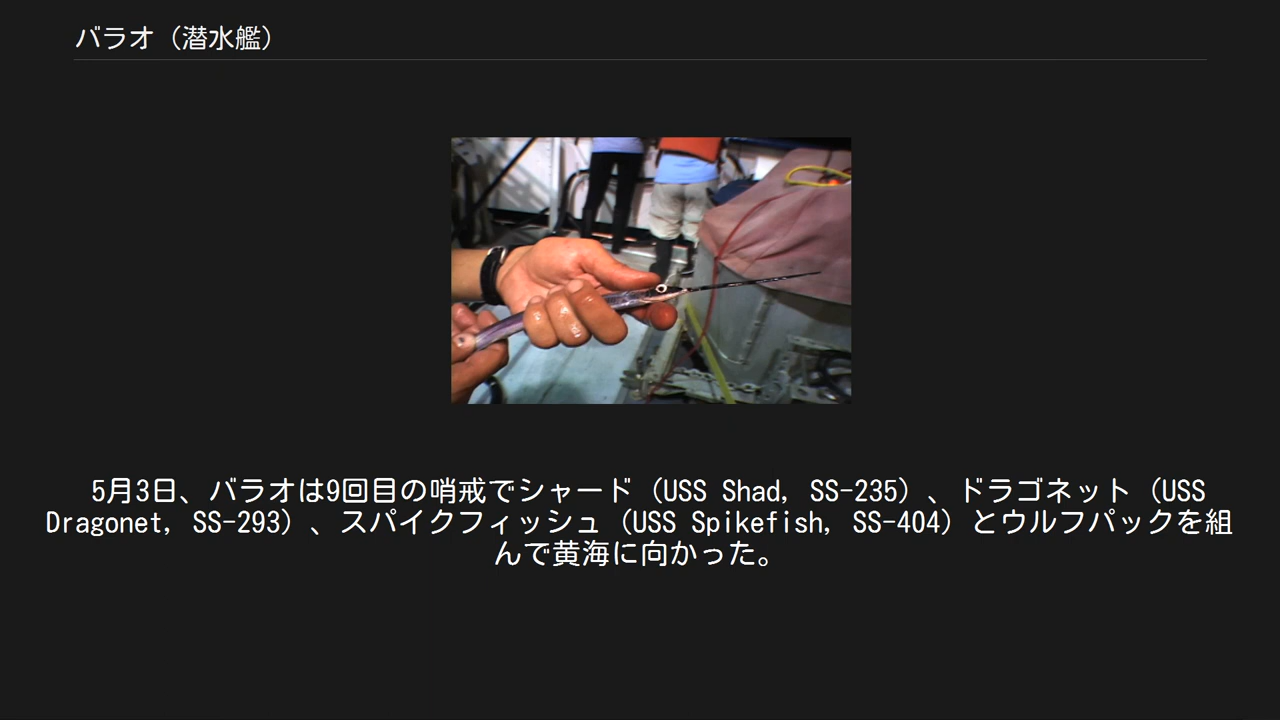 バラオ（潜水艦）
5月3日、バラオは9回目の哨戒でシャード（USS Shad, SS-235）、ドラゴネット（USS
Dragonet, SS-293）、スパイクフィッシュ（USS Spikefish, SS-404）とウルフパックを組
んで黄海に向かった。